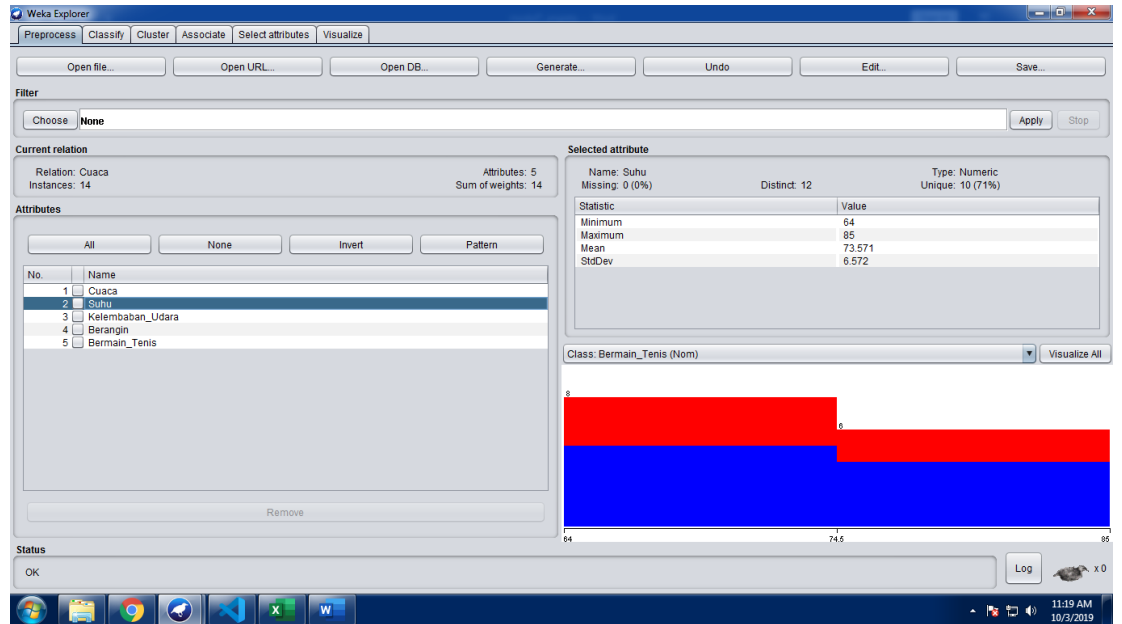 Weka Explorer
Preprocess Classify Cluster Associate Select attributes Visualize
Open file... Open URL... Open DB... Generate... Undo Edit... Save...
Filter
Choose None Apply Stop
Current relation
Relation: Cuaca Attributes: 5
Instances: 14 Sum of weights: 14
Attributes
All None Invert Pattern
No. Name
1 Cuaca
2 Suhu
3 Kelembaban_Udara
4 Berangin
5 Bermain_Tenis
Remove
Selected attribute
Name: Suhu Type: Numeric
Missing: 0 (0%) Distinct: 12 Unique: 10 (71%)
Statistic Value
Minimum 64
Maximum 85
Mean 73.571
StdDev 6.572
Class: Bermain_Tenis (Nom) Visualize All
8
6
64 74.5 85
Status
OK Log x 0
11:19 AM
10/3/2019